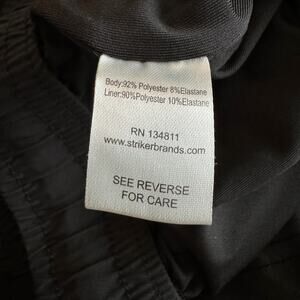 Body:92% Polyester 8%Elastane
Liner:90%Polyester 10%Elastane
RN 134811
www.strikerbrands.com
SEE REVERSE
FOR CARE